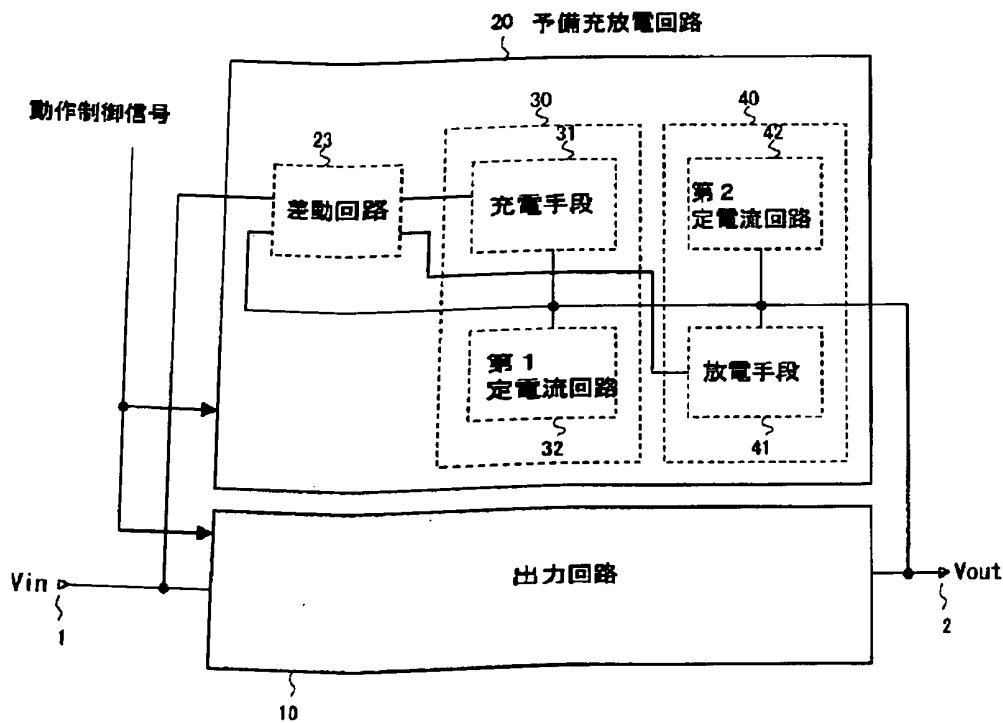 20 予備充放電回路
動作制御信号
30
40
23
31
42
差動回路
充電手段
第2
定電流回路
第1
定電流回路
放電手段
32
41
Vin
出力回路
Vout
1
2
10